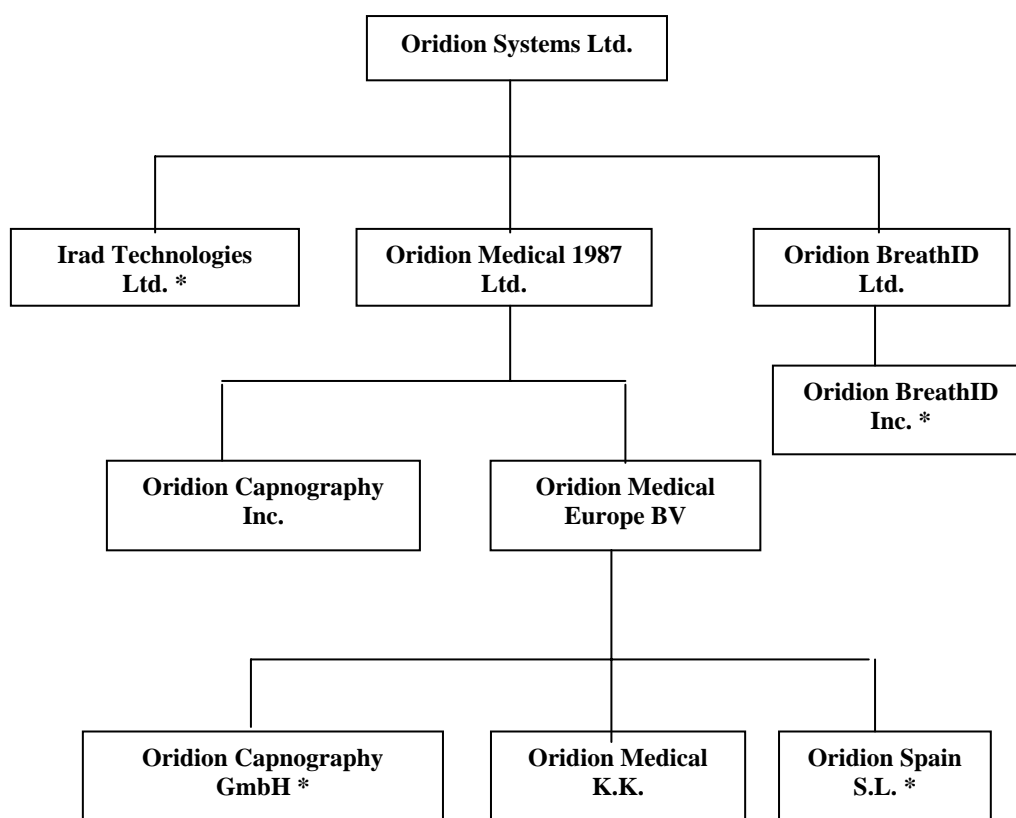 Oridion Systems Ltd.
Irad Technologies
Ltd. *
Oridion Medical 1987
Ltd.
Oridion BreathID
Ltd.
Oridion BreathID
Inc. *
Oridion Capnography
Inc.
Oridion Medical
Europe BV
Oridion Capnography
GmbH *
Oridion Medical
K.K.
Oridion Spain
S.L. *